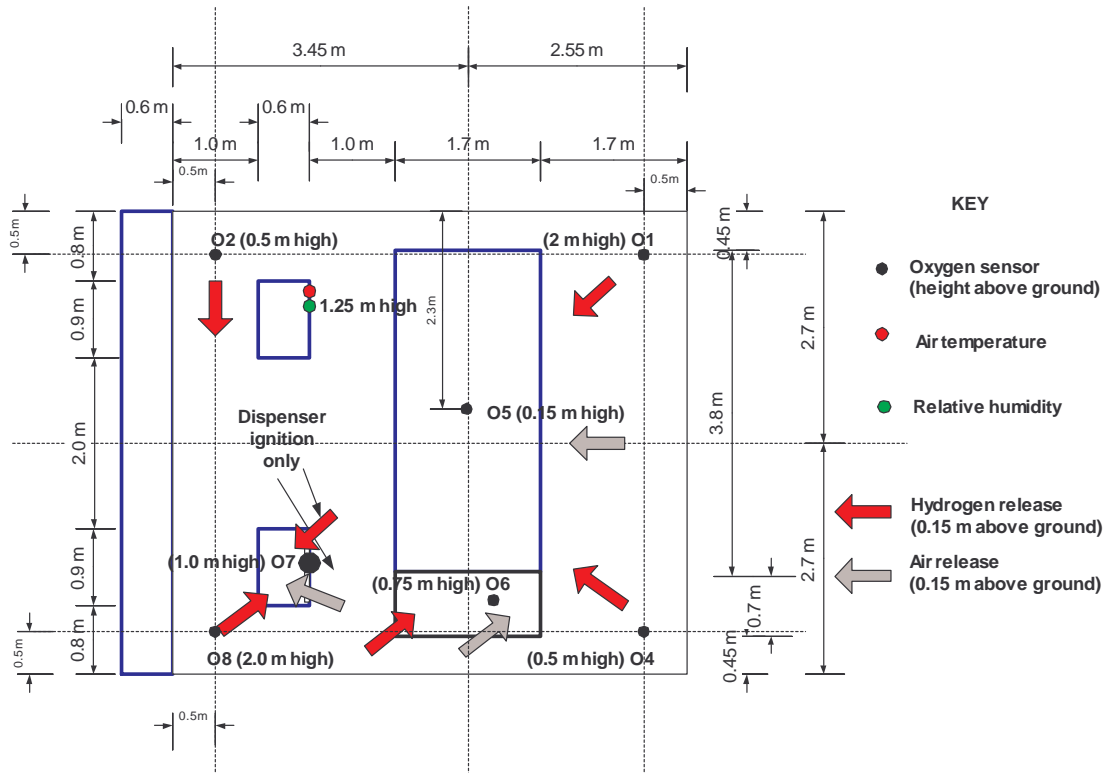 3.45 m
2.55 m
0.6 m
0.6 m
1.0 m
1.0 m
1.7 m
1.7 m
0.5m
0.5m
0.5m
0.8 m
0.45 m
KEY
O2 (0.5 m high)
(2 m high) O1
Oxygen sensor
(height above ground)
1.25 m high
0.9 m
2.3m
2.7 m
Air temperature
Relative humidity
O5 (0.15 m high)
3.8 m
Dispenser
ignition
only
2.0 m
Hydrogen release
(0.15 m above ground)
(1.0 m high) O7
Air release
(0.15 m above ground)
(0.75 m high) O6
0.9 m
2.7 m
0.7 m
0.5m
0.8 m
O8 (2.0 m high)
(0.5 m high) O4
0.45 m
0.5m